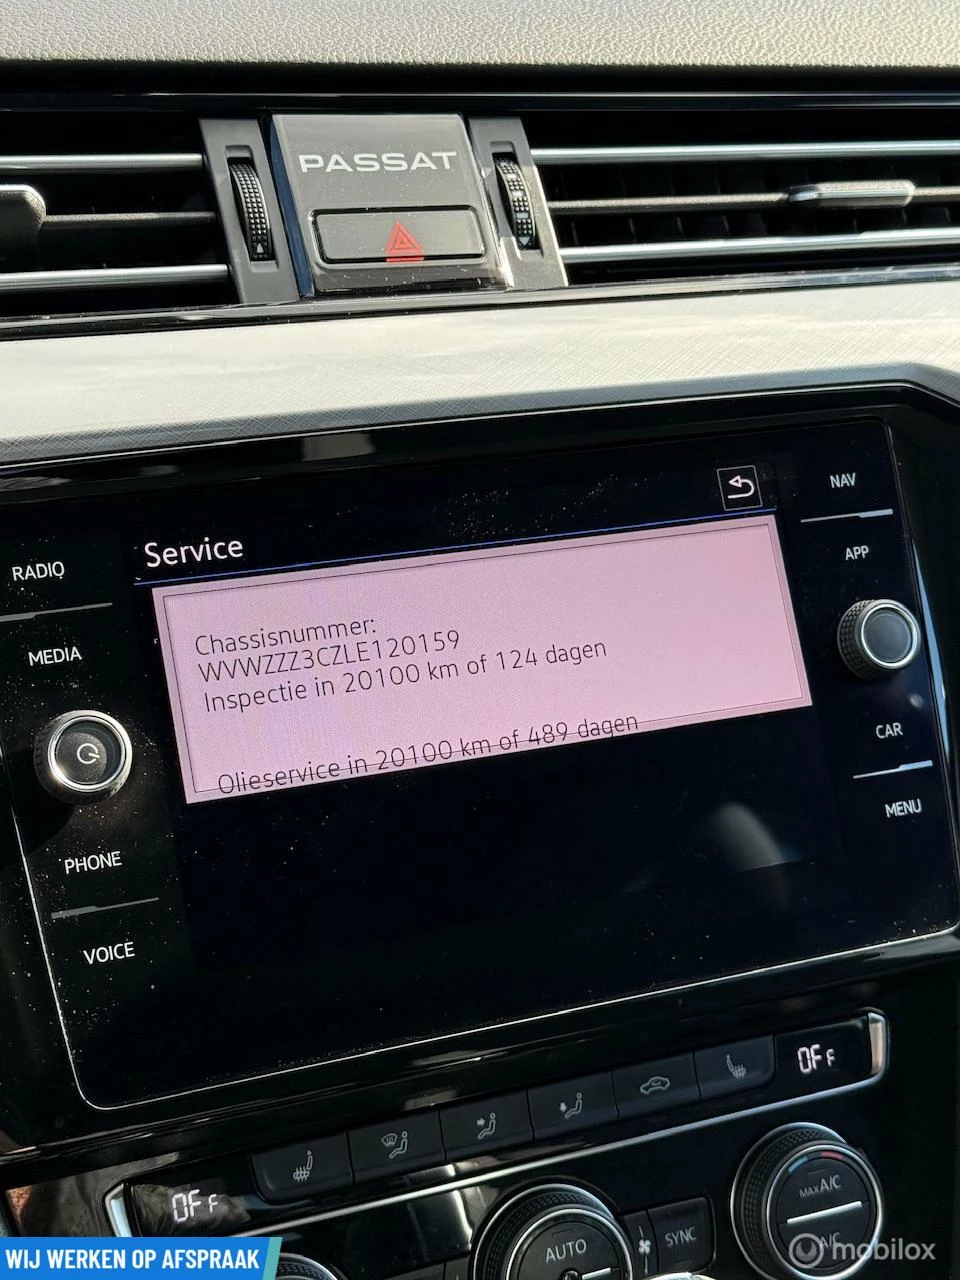 PASSAT
NAV
Service
APP
RADIO
MEDIA
Chassisnummer:
WVWZZZ3CZLE120159
Inspectie in 20100 km of 124 dagen
Olieservice in 20100 km of 489 dagen
CAR
MENU
PHONE
VOICE
OFF
OFF
MAX A/C
A/C
SYNC
AUTO
WIJ WERKEN OP AFSPRAAK
mobilox